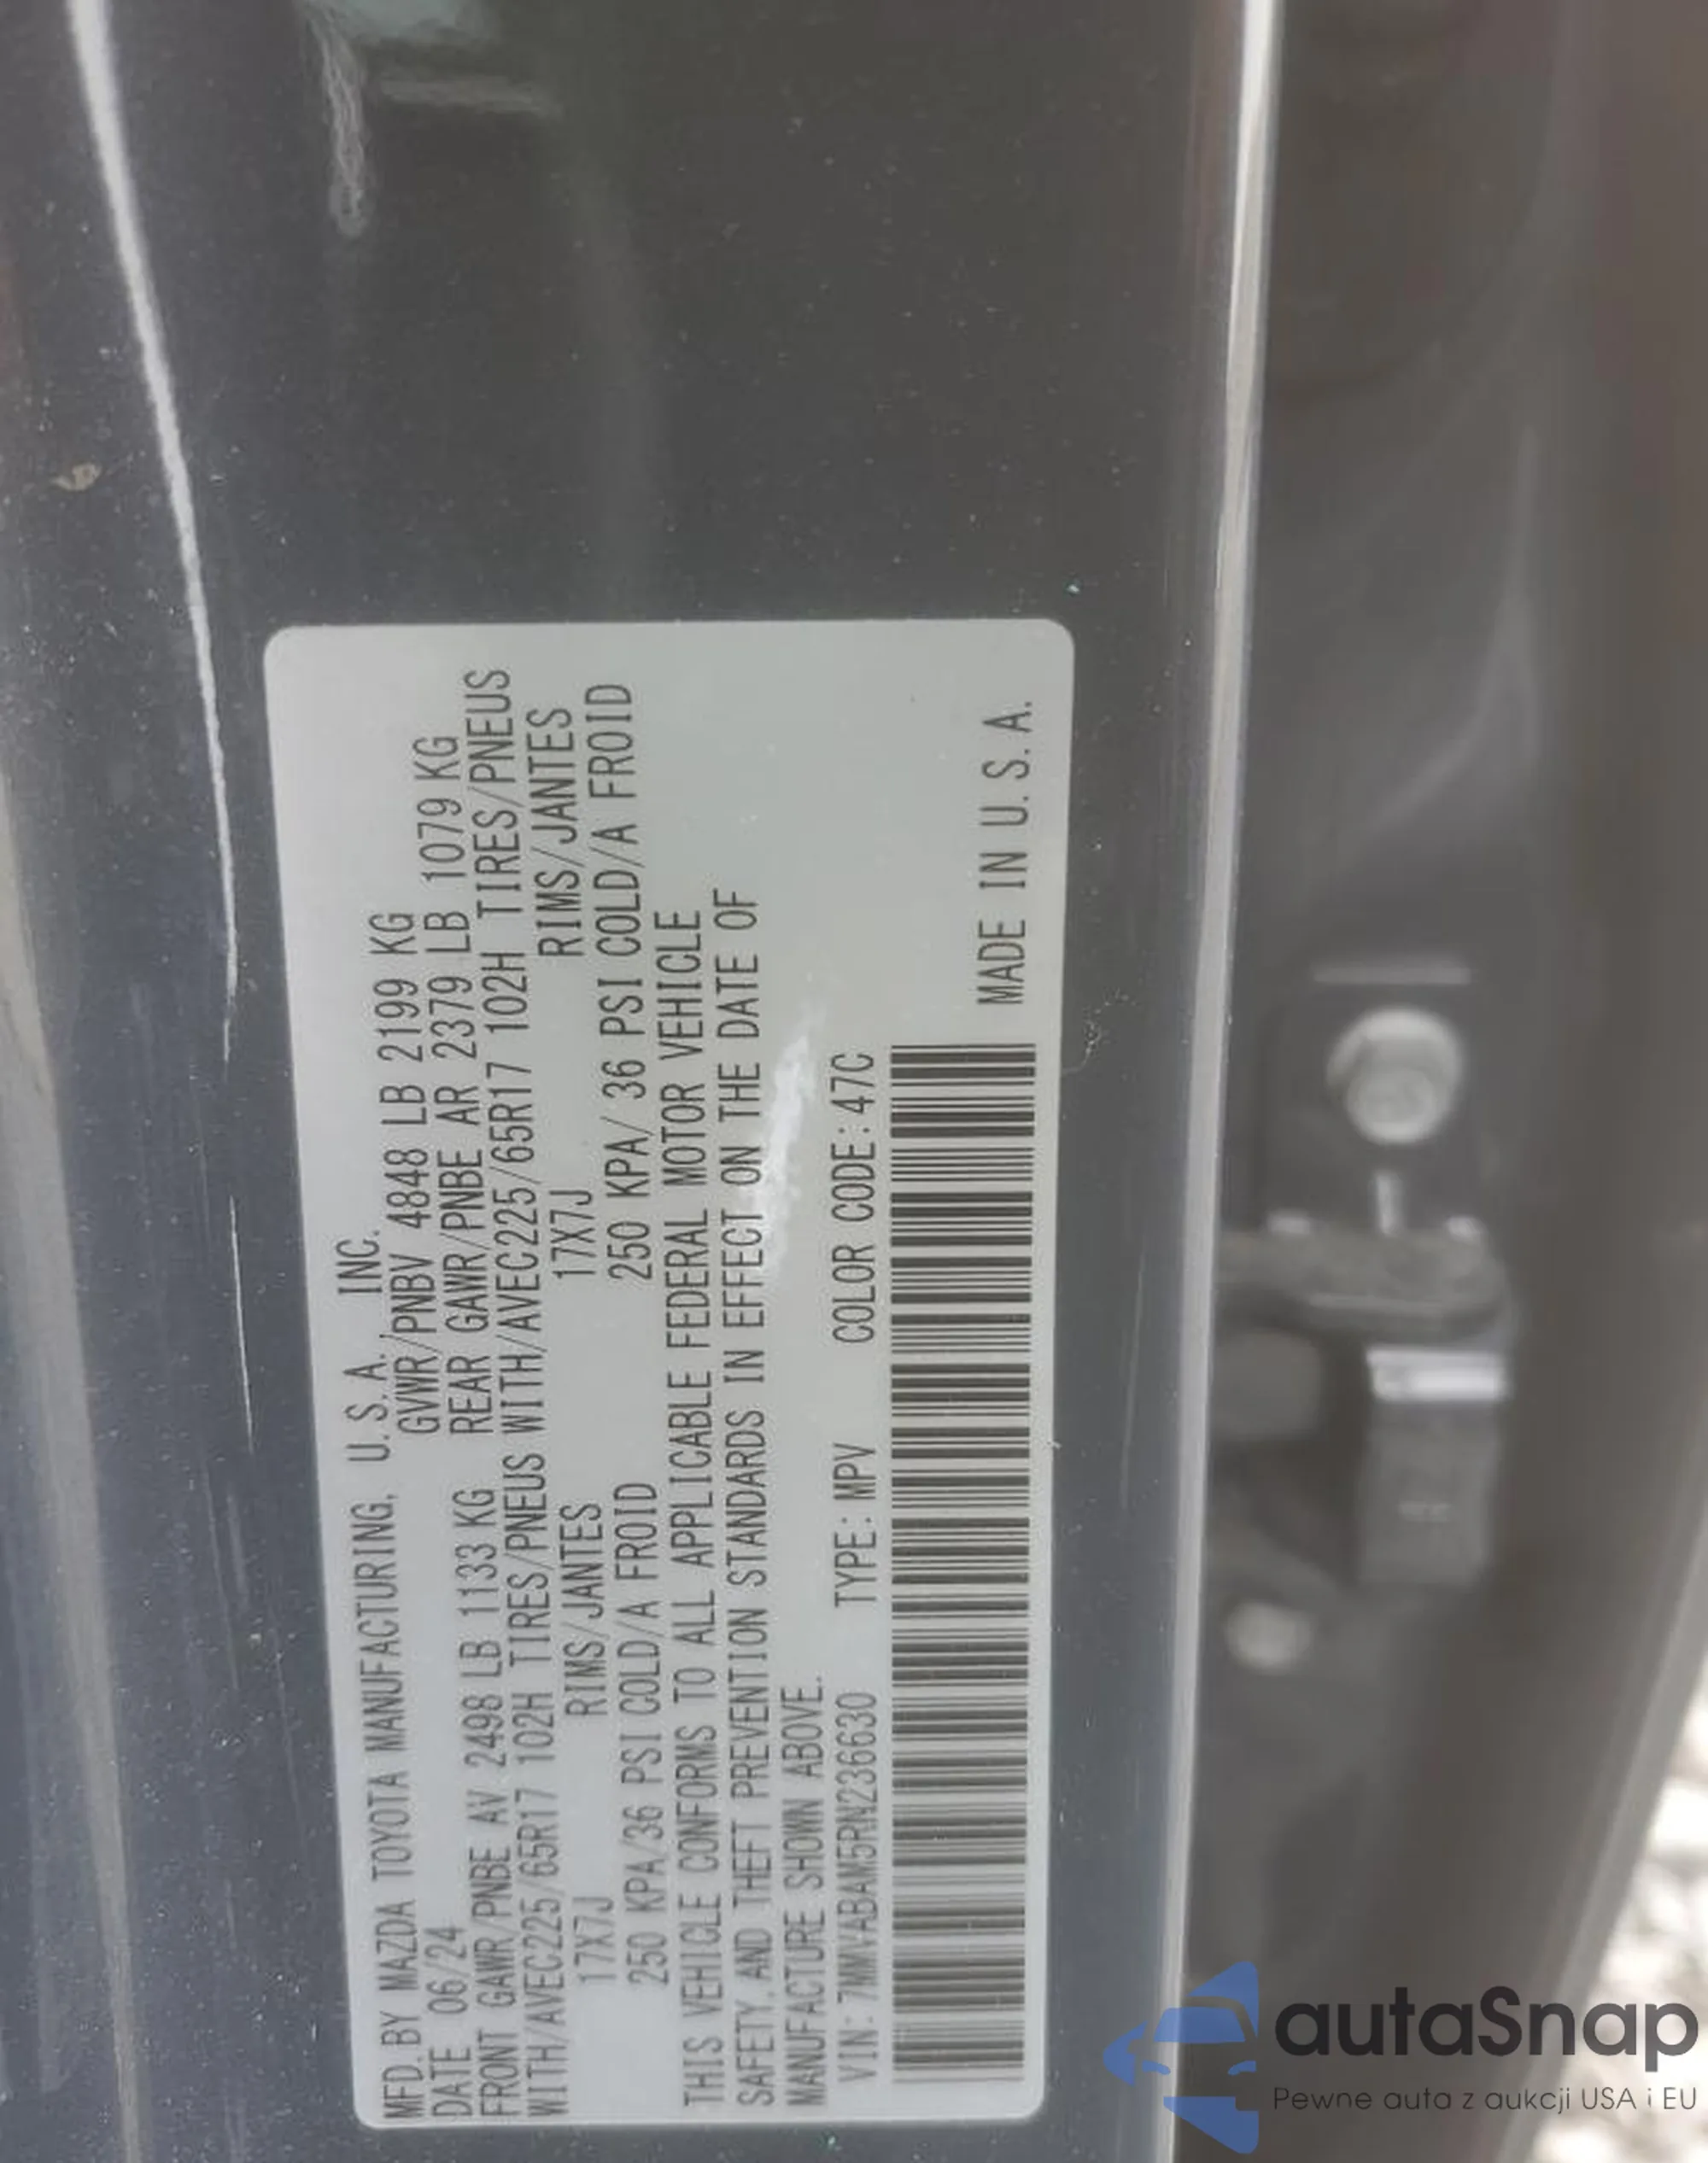 MFD. BY MAZDA TOYOTA MANUFACTURING, U.S.A. INC.
DATE 06/24 GVWR/PNBV 4848 LB 2199 KG
FRONT GAWR/PNBE AV 2498 LB 1133 KG REAR GAWR/PNBE AR 2379 LB 1079 KG
WITH/AVEC225/65R17 102H TIRES/PNEUS WITH/AVEC225/65R17 102H TIRES/PNEUS
17X7J RIMS/JANTES 17X7J RIMS/JANTES
250 KPA/36 PSI COLD/A FROID 250 KPA/ 36 PSI COLD/A FROID
THIS VEHICLE CONFORMS TO ALL APPLICABLE FEDERAL MOTOR VEHICLE
SAFETY, AND THEFT PREVENTION STANDARDS IN EFFECT ON THE DATE OF
MANUFACTURE SHOWN ABOVE.
VIN: 7MMVABAM5RN236630 TYPE: MPV COLOR CODE: 47C
MADE IN U.S.A.
autaSnap
Pewne auta z aukcji USA i EU